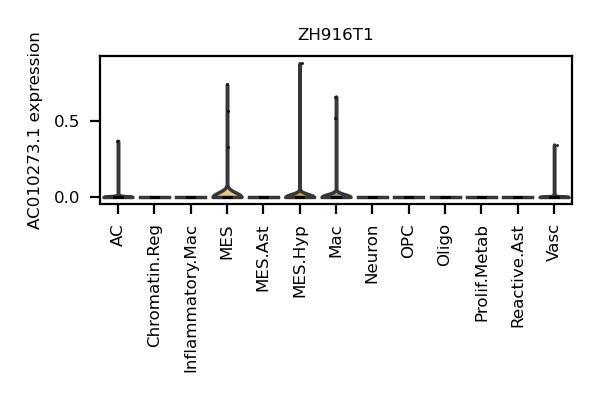 ZH916T1
AC010273.1 expression
0.5
0.0
AC
Chromatin.Reg
Inflammatory.Mac
MES
MES.Ast
MES.Hyp
Mac
Neuron
OPC
Oligo
Prolif.Metab
Reactive.Ast
Vasc